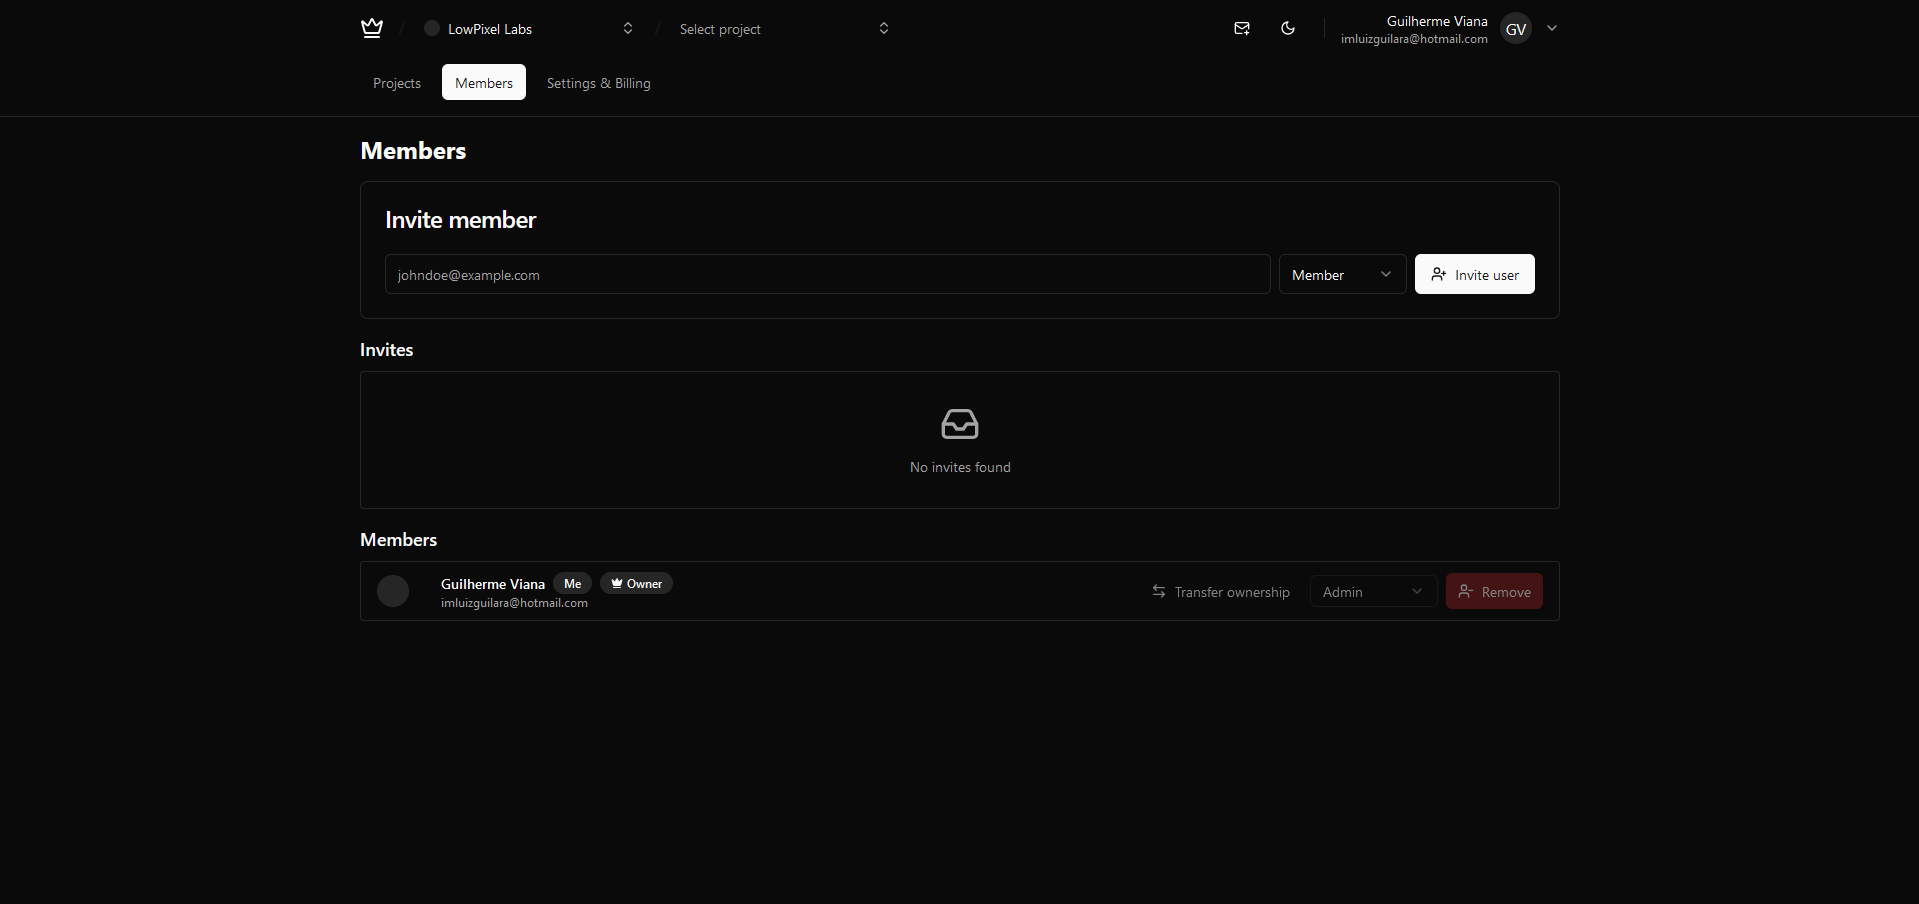 LowPixel Labs
Select project
Guilherme Viana
imluizguilara@hotmail.com
GV
Projects
Members
Settings & Billing
Members
Invite member
johndoe@example.com
Member
Invite user
Invites
No invites found
Members
Guilherme Viana Me Owner
imluizguilara@hotmail.com
Transfer ownership
Admin
Remove